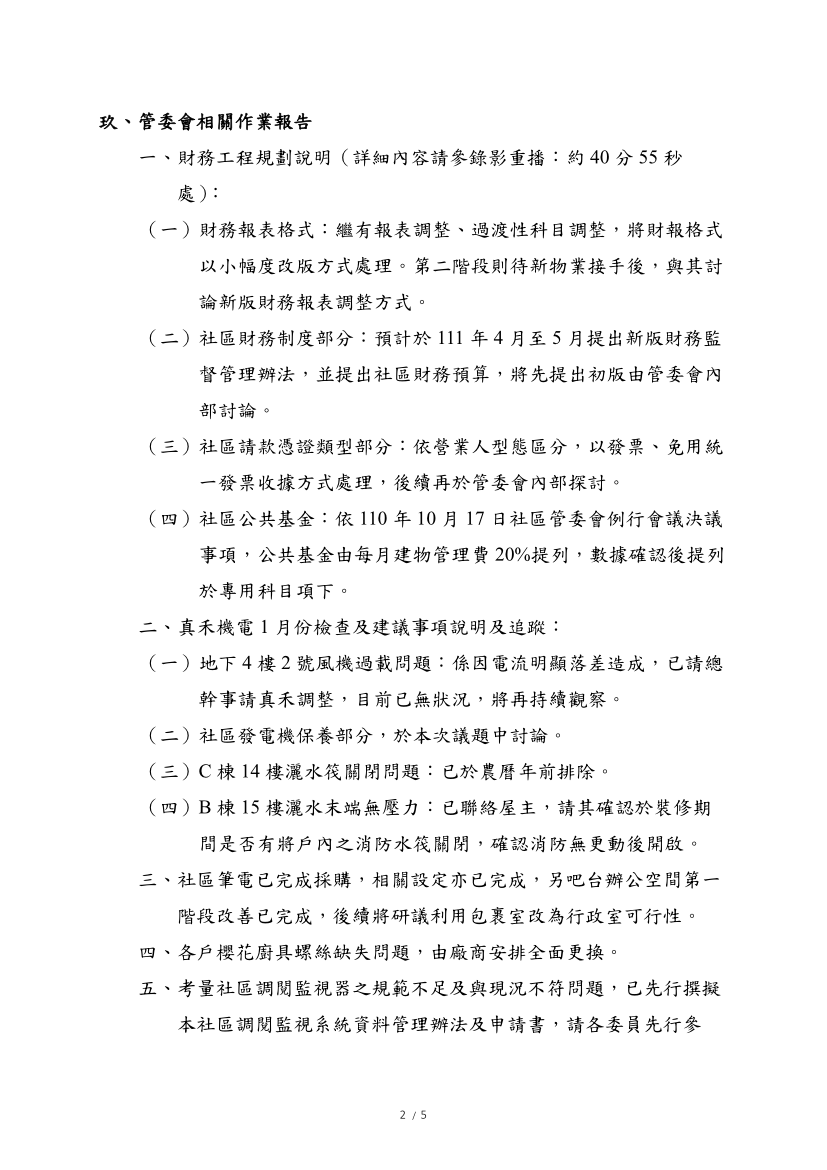 玖、管委會相關作業報告
一、財務工程規劃說明（詳細內容請參錄影重播：約 40 分 55 秒
處）：
（一）財務報表格式：繼有報表調整、過渡性科目調整，將財報格式
以小幅度改版方式處理。第二階段則待新物業接手後，與其討
論新版財務報表調整方式。
（二）社區財務制度部分：預計於 111 年 4 月至 5 月提出新版財務監
督管理辦法，並提出社區財務預算，將先提出初版由管委會內
部討論。
（三）社區請款憑證類型部分：依營業人型態區分，以發票、免用統
一發票收據方式處理，後續再於管委會內部探討。
（四）社區公共基金：依 110 年 10 月 17 日社區管委會例行會議決議
事項，公共基金由每月建物管理費 20%提列，數據確認後提列
於專用科目項下。
二、真禾機電 1 月份檢查及建議事項說明及追蹤：
（一）地下 4 樓 2 號風機過載問題：係因電流明顯落差造成，已請總
幹事請真禾調整，目前已無狀況，將再持續觀察。
（二）社區發電機保養部分，於本次議題中討論。
（三）C 棟 14 樓灑水筏關閉問題：已於農曆年前排除。
（四）B 棟 15 樓灑水末端無壓力：已聯絡屋主，請其確認於裝修期
間是否有將戶內之消防水筏關閉，確認消防無更動後開啟。
三、社區筆電已完成採購，相關設定亦已完成，另吧台辦公空間第一
階段改善已完成，後續將研議利用包裹室改為行政室可行性。
四、各戶櫻花廚具螺絲缺失問題，由廠商安排全面更換。
五、考量社區調閱監視器之規範不足及與現況不符問題，已先行撰擬
本社區調閱監視系統資料管理辦法及申請書，請各委員先行參
2 / 5